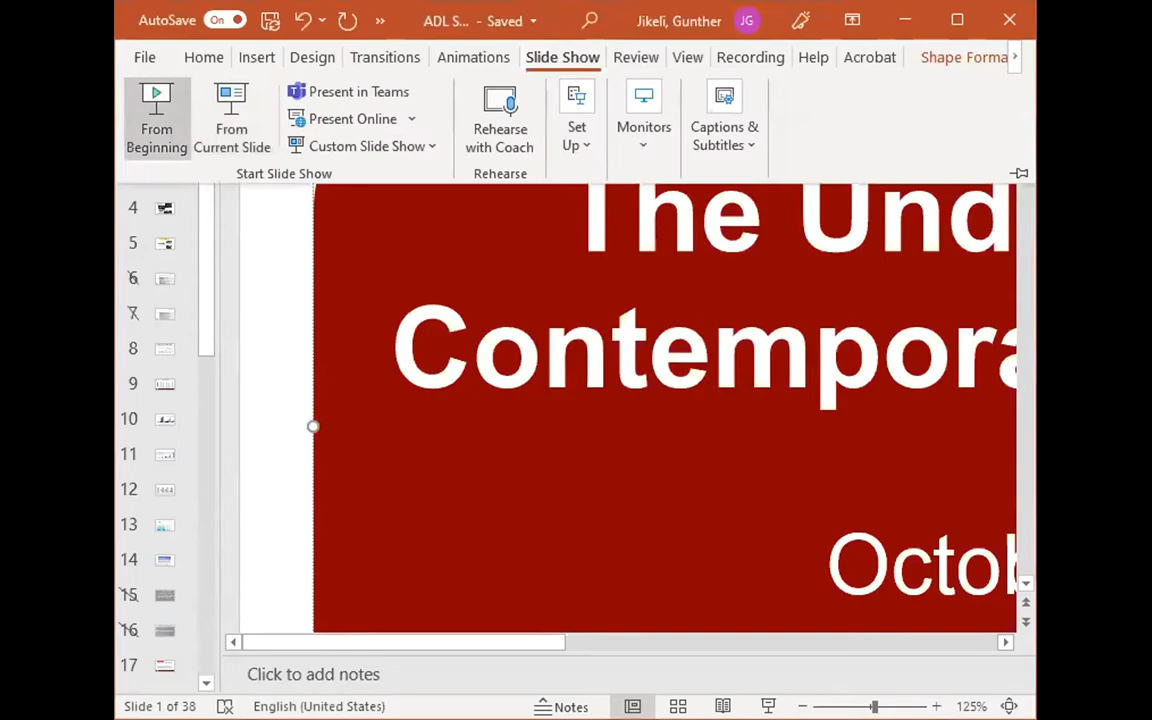 AutoSave On ADL S... - Saved Jikeli, Gunther JG
File Home Insert Design Transitions Animations Slide Show Review View Recording Help Acrobat Shape Forma
From Beginning
From Current Slide
Present in Teams
Present Online
Custom Slide Show
Start Slide Show
Rehearse with Coach
Rehearse
Set Up
Monitors
Captions & Subtitles
4
5
6
7
8
9
10
11
12
13
14
15
16
17
The Und
Contempora
Octob
Click to add notes
Slide 1 of 38 English (United States) Notes 125%